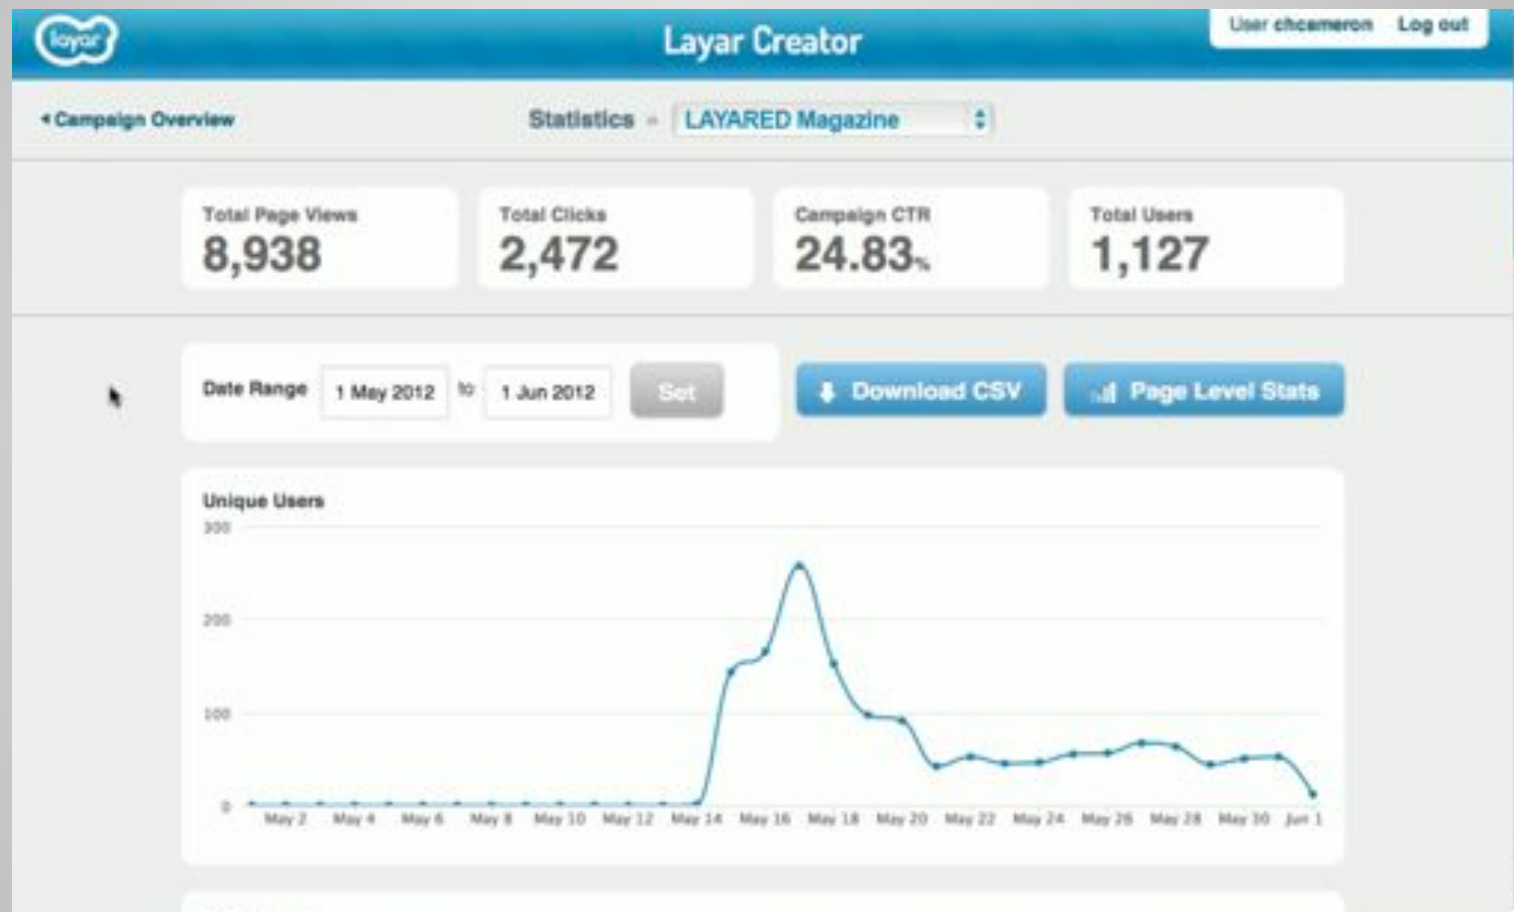 layar
Layar Creator
User chcameron Log out
Campaign Overview
Statistics
LAYARED Magazine
Total Page Views
8,938
Total Clicks
2,472
Campaign CTR
24.83%
Total Users
1,127
Date Range
1 May 2012
to
1 Jun 2012
Set
Download CSV
Page Level Stats
Unique Users
300
200
100
0
May 2 May 4 May 6 May 8 May 10 May 12 May 14 May 16 May 18 May 20 May 22 May 24 May 26 May 28 May 30 Jun 1